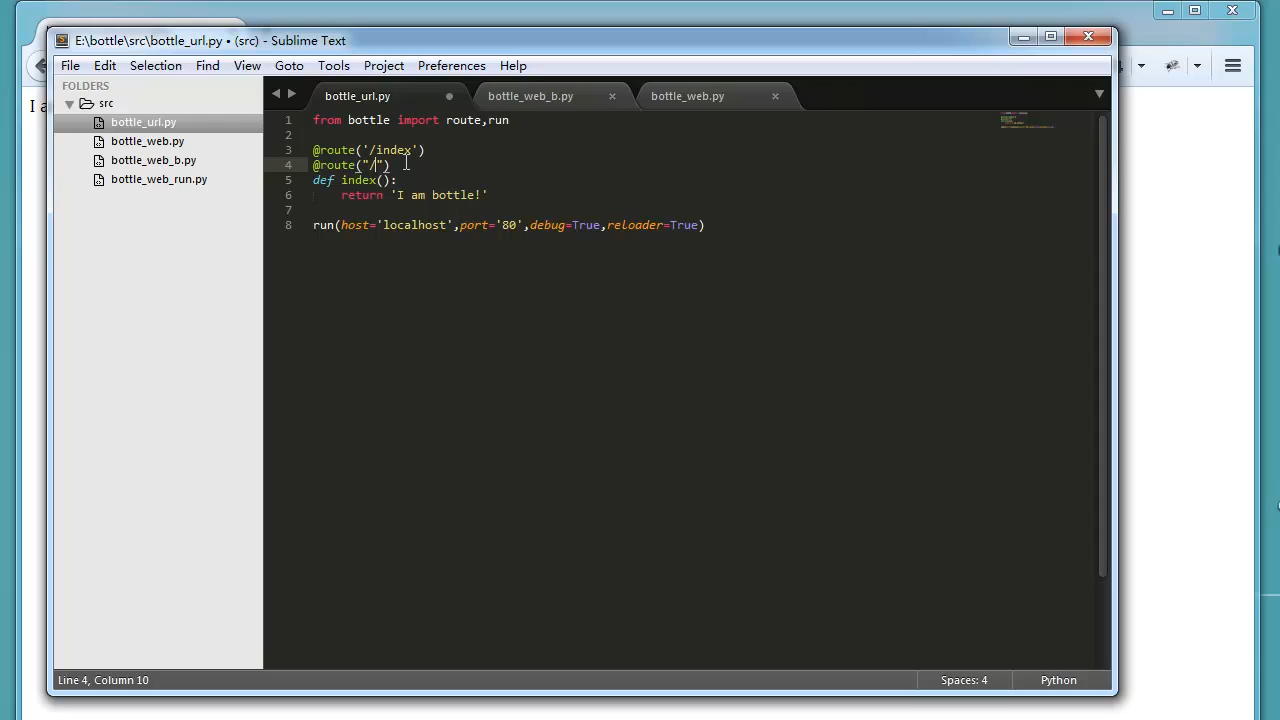 E:\bottle\src\bottle_url.py • (src) - Sublime Text
File Edit Selection Find View Goto Tools Project Preferences Help
I a
FOLDERS
src
bottle_url.py
bottle_web.py
bottle_web_b.py
bottle_web_run.py
bottle_url.py bottle_web_b.py bottle_web.py
1 from bottle import route,run
2
3 @route('/index')
4 @route("/")
5 def index():
6 return 'I am bottle!'
7
8 run(host='localhost',port='80',debug=True,reloader=True)
Line 4, Column 10 Spaces: 4 Python